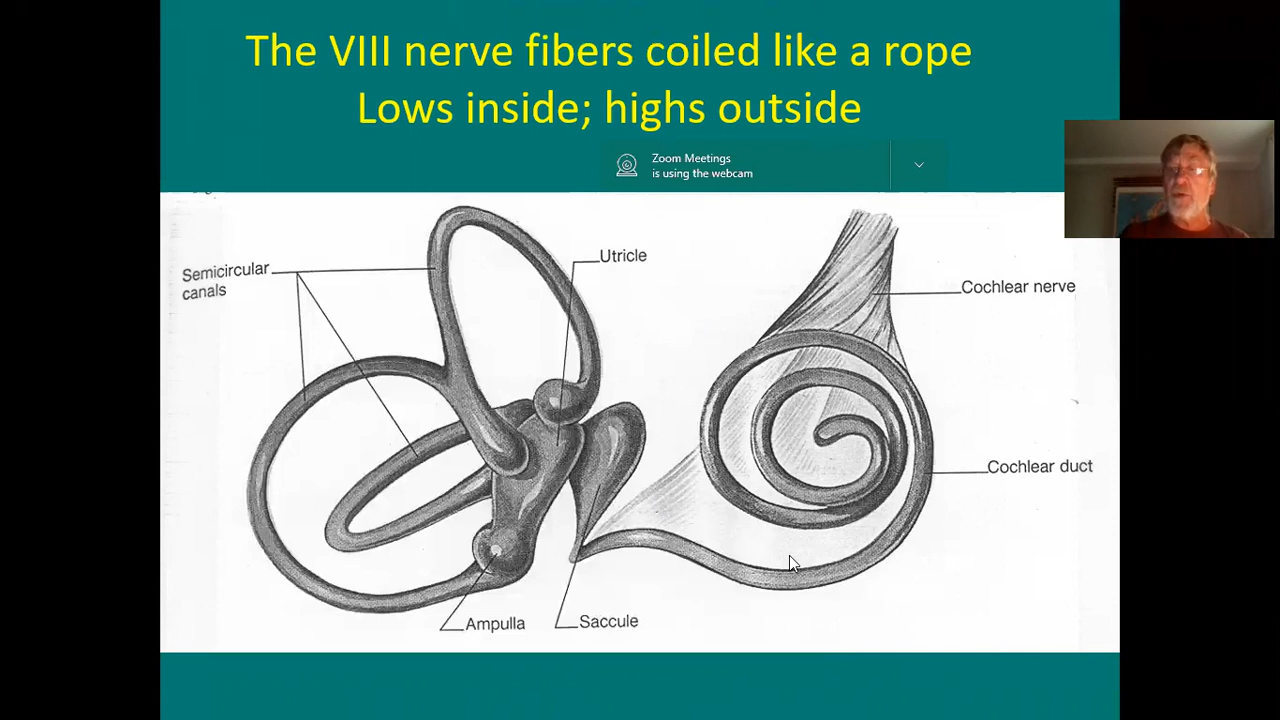 The VIII nerve fibers coiled like a rope
Lows inside; highs outside
Zoom Meetings
is using the webcam
Semicircular
canals
Utricle
Cochlear nerve
Cochlear duct
Ampulla
Saccule